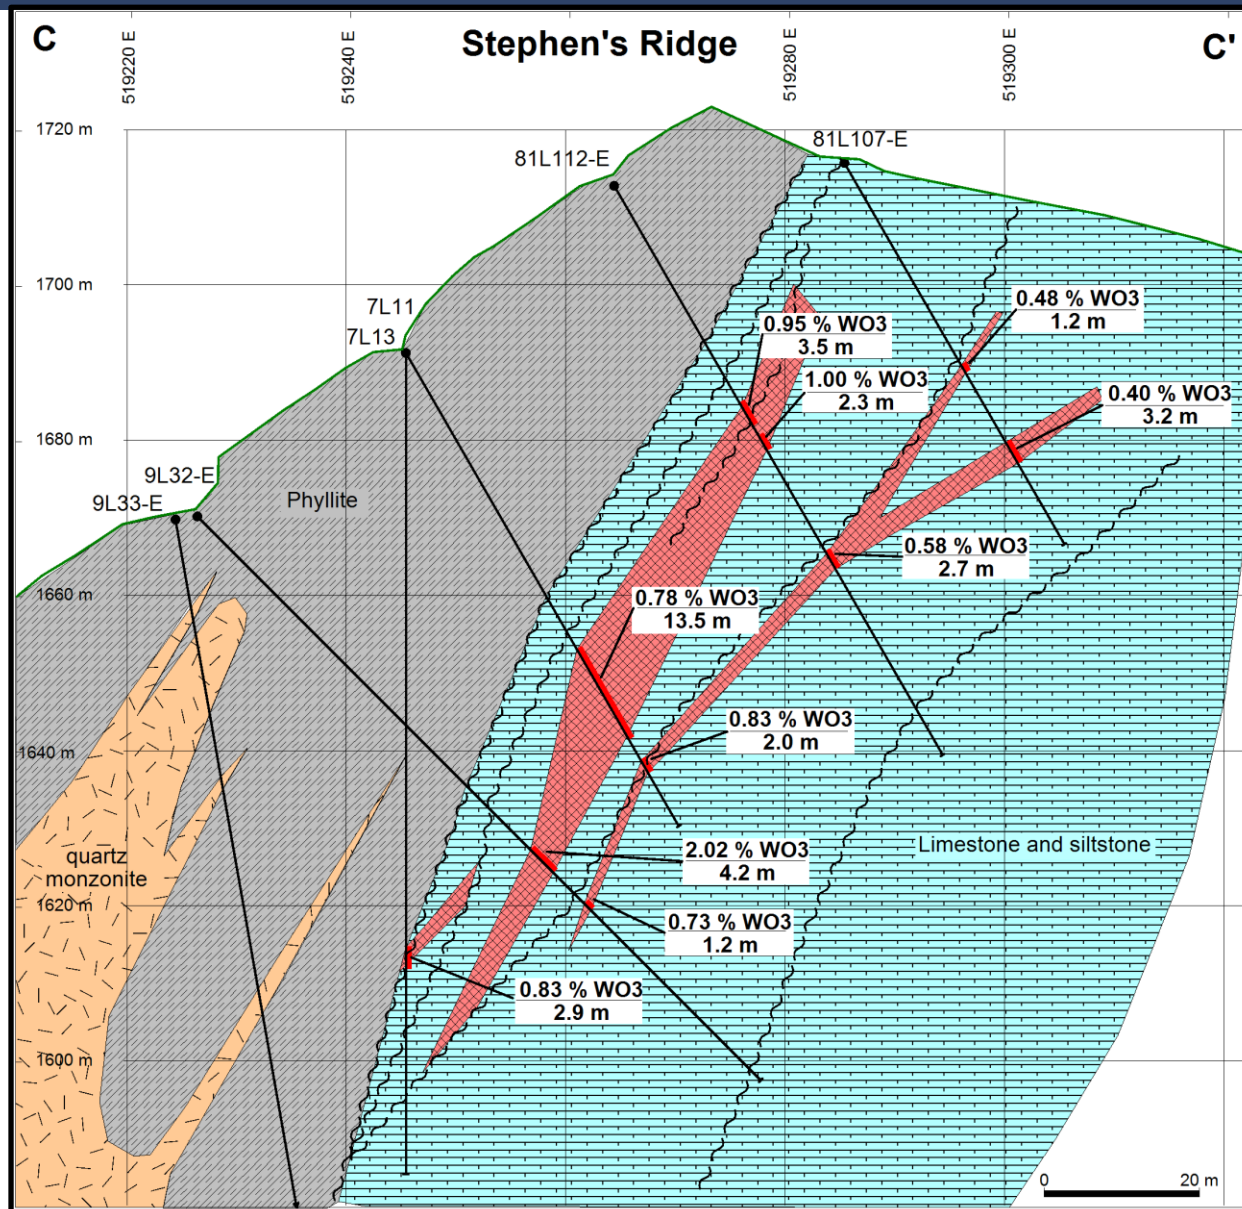 C
Stephen's Ridge
C'
519220 E
519240 E
519280 E
519300 E
1720 m
81L112-E
81L107-E
1700 m
7L11
7L13
0.48 % WO3
1.2 m
0.95 % WO3
3.5 m
1.00 % WO3
2.3 m
0.40 % WO3
3.2 m
1680 m
9L32-E
9L33-E
Phyllite
0.58 % WO3
2.7 m
1660 m
0.78 % WO3
13.5 m
0.83 % WO3
2.0 m
1640 m
quartz
monzonite
2.02 % WO3
4.2 m
Limestone and siltstone
1620 m
0.73 % WO3
1.2 m
0.83 % WO3
2.9 m
1600 m
0
20 m